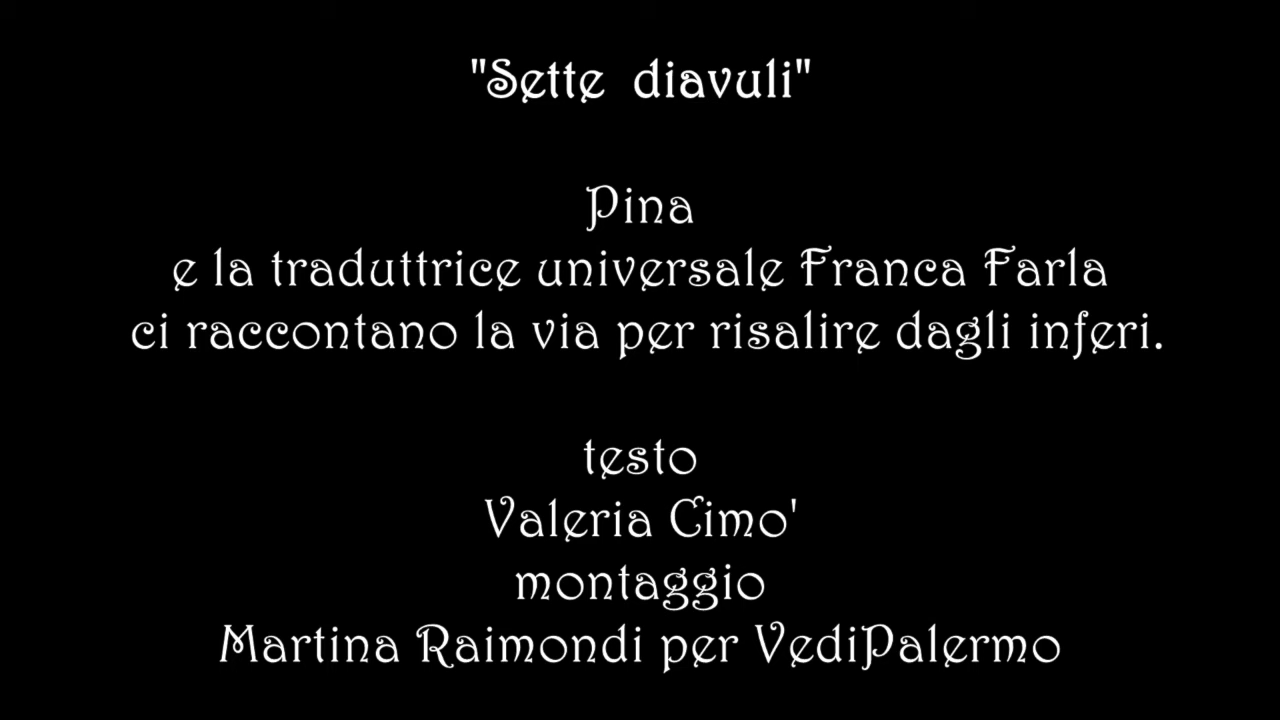 "Sette diavuli"
Pina
e la traduttrice universale Franca Farla
ci raccontano la via per risalire dagli inferi.
testo
Valeria Cimo'
montaggio
Martina Raimondi per VediPalermo